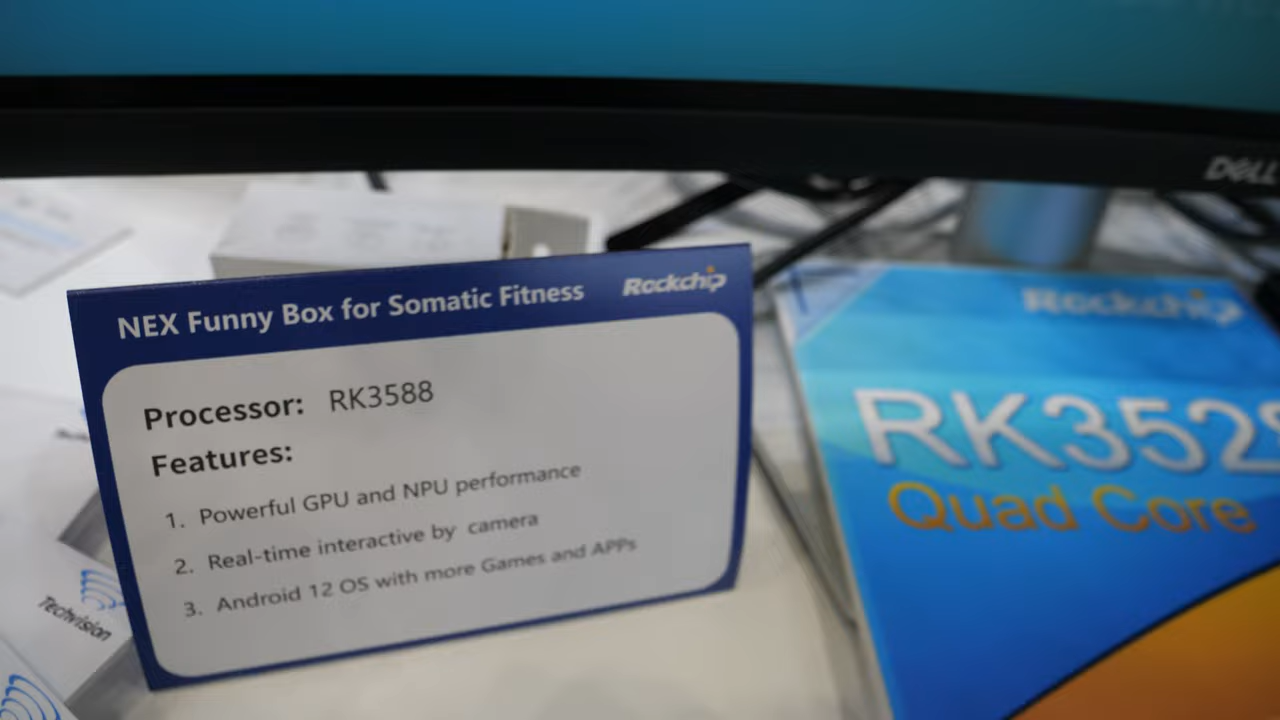 DELL
NEX Funny Box for Somatic Fitness
Rockchip
Processor: RK3588
Features:
1. Powerful GPU and NPU performance
2. Real-time interactive by camera
3. Android 12 OS with more Games and APPs
Rockchip
RK352
Quad Core
Techvision